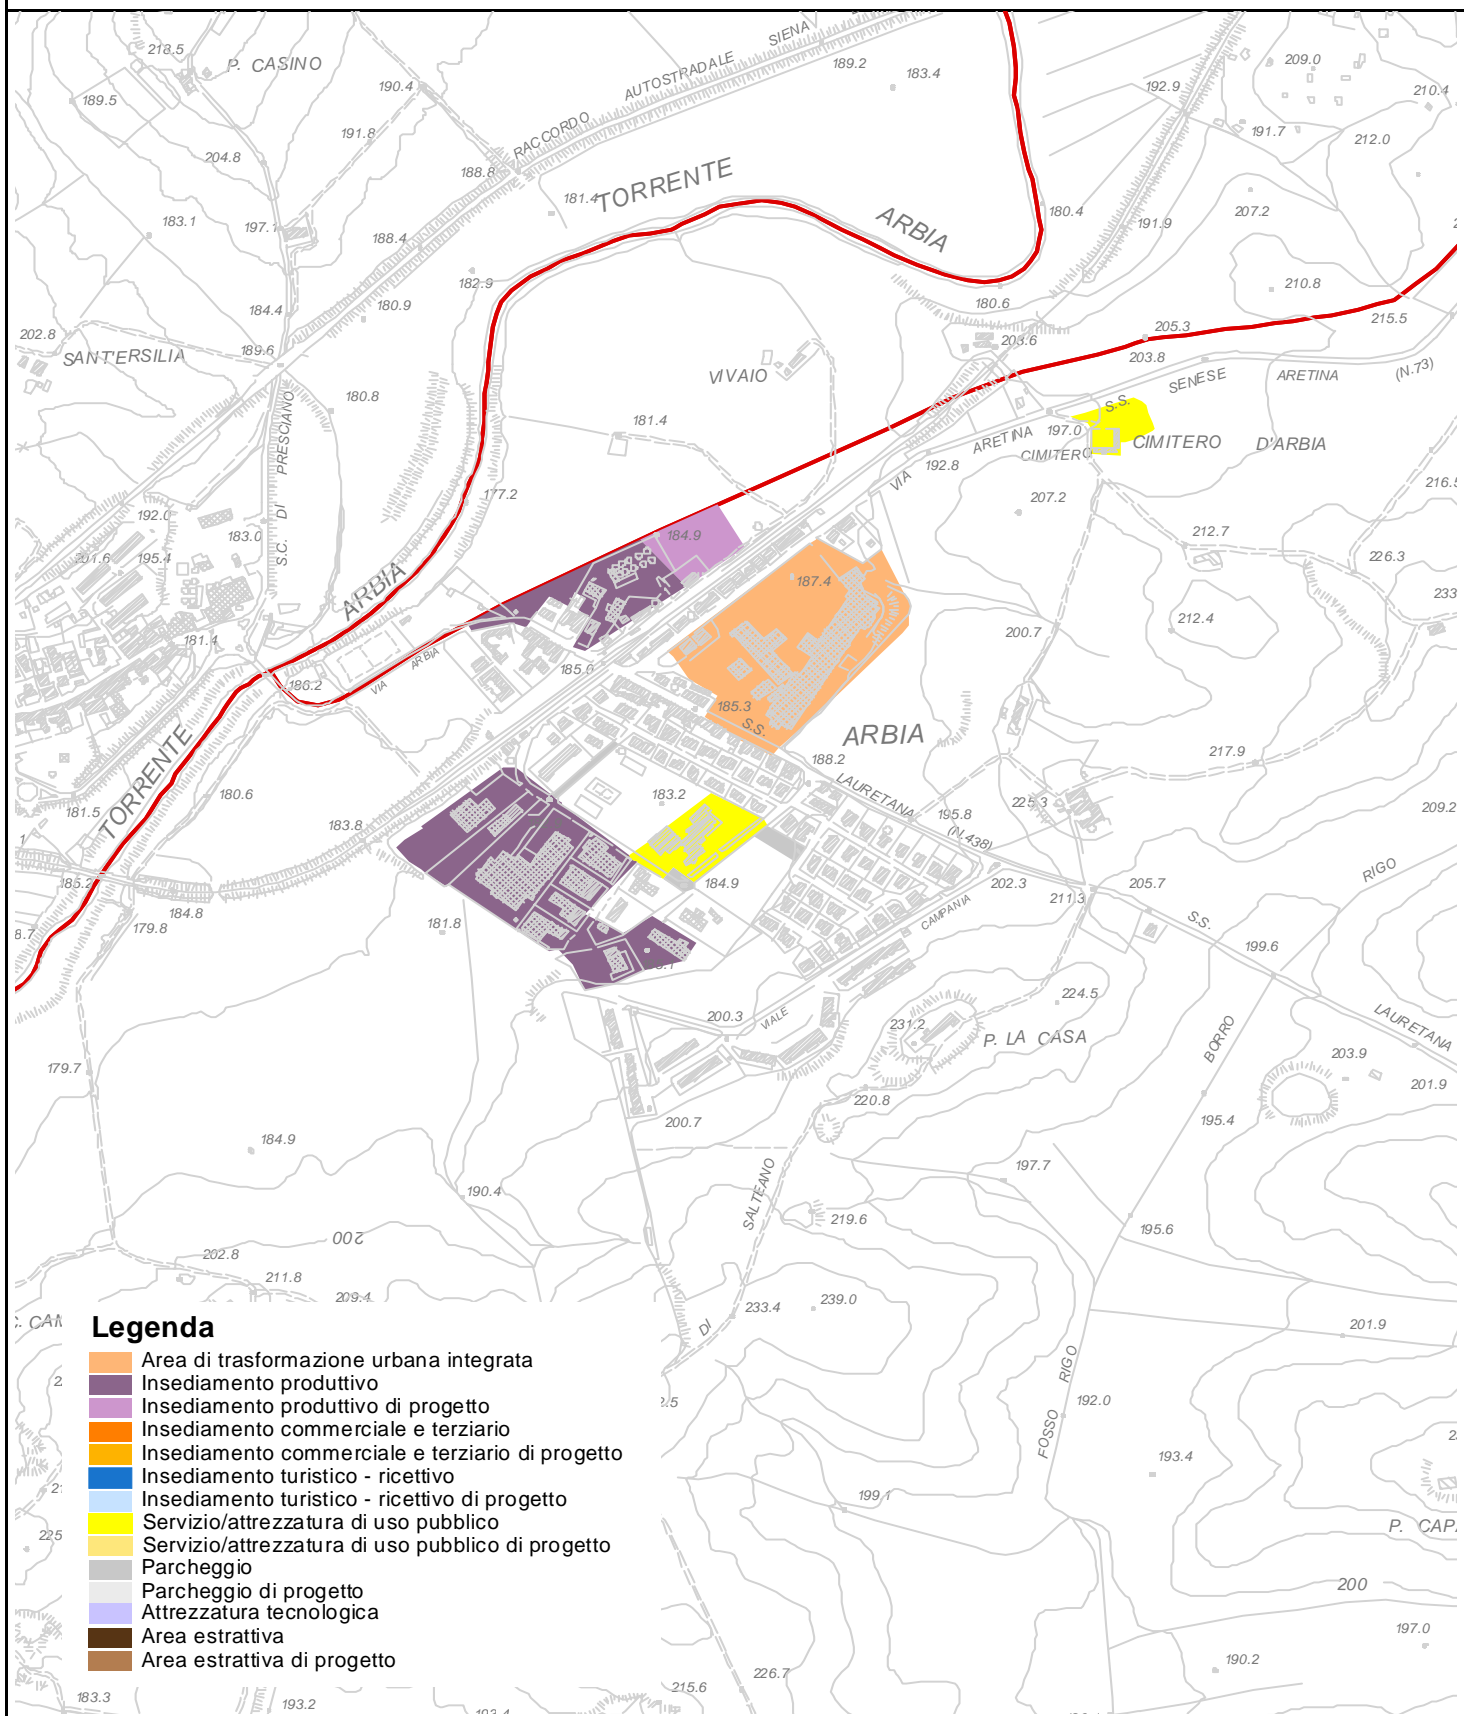 218.5
P. CASINO
189.5
190.4
191.8
204.8
183.1
197.1
188.4
188.8
RACCORDO AUTOSTRADALE SIENA
189.2
183.4
181.4
TORRENTE ARBIA
192.9
209.0
210.4
191.7
212.0
180.4
207.2
191.9
182.9
180.9
184.4
202.8
SANT'ERSILIA
189.6
180.6
210.8
215.5
205.3
203.6
203.8
VIVAIO
180.8
181.4
S.S. SENESE ARETINA (N.73)
197.0
CIMITERO
CIMITERO D'ARBIA
VIA ARETINA
192.8
207.2
216.5
S.C. DI PRESCIANO
177.2
192.0
183.0
201.6
195.4
184.9
187.4
212.7
226.3
233
212.4
200.7
ARBIA
181.4
186.2
VIA ARBIA
185.0
185.3
S.S.
ARBIA
188.2
LAURETANA
(N.438)
217.9
225.3
195.8
209.2
TORRENTE
181.5
180.6
183.8
183.2
185.2
184.8
179.8
8.7
181.8
184.9
202.3
211.3
205.7
RIGO
CAMPANIA
S.S.
199.6
224.5
LAURETANA
200.3
VIALE
231.2
P. LA CASA
BORRO
203.9
201.9
179.7
220.8
200.7
195.4
184.9
190.4
197.7
SALTEANO
219.6
195.6
200
202.8
211.8
209.4
233.4
239.0
DI
201.9
Legenda
Area di trasformazione urbana integrata
Insediamento produttivo
Insediamento produttivo di progetto
Insediamento commerciale e terziario
Insediamento commerciale e terziario di progetto
Insediamento turistico - ricettivo
Insediamento turistico - ricettivo di progetto
Servizio/attrezzatura di uso pubblico
Servizio/attrezzatura di uso pubblico di progetto
Parcheggio
Parcheggio di progetto
Attrezzatura tecnologica
Area estrattiva
Area estrattiva di progetto
FOSSO RIGO
192.0
193.4
199.1
225
200
197.0
190.2
226.7
215.6
183.3
193.2